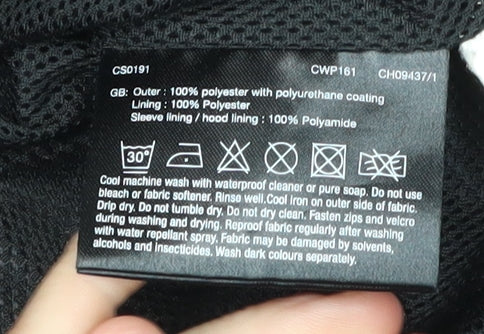 CS0191 CWP161 CH09437/1
GB: Outer : 100% polyester with polyurethane coating
Lining : 100% Polyester
Sleeve lining / hood lining : 100% Polyamide
30°
Cool machine wash with waterproof cleaner or pure soap. Do not use
bleach or fabric softener. Rinse well.Cool Iron on outer side of fabric.
Drip dry. Do not tumble dry. Do not dry clean. Fasten zips and velcro
during washing and drying. Reproof fabric regularly after washing
with water repellant spray. Fabric may be damaged by solvents,
alcohols and insecticides. Wash dark colours separately.